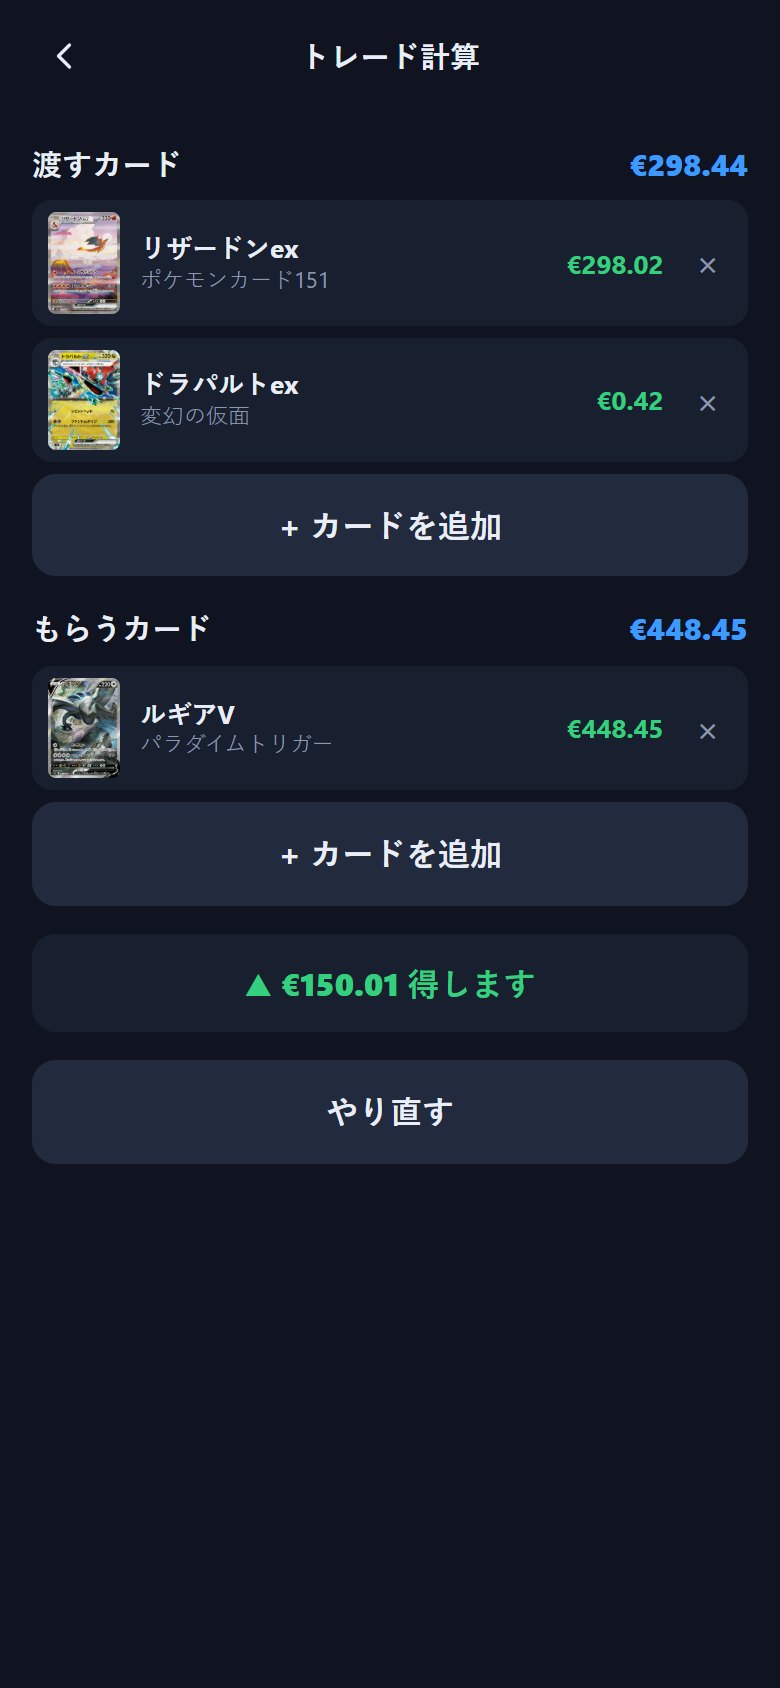 トレード計算
渡すカード €298.44
リザードンex
ポケモンカード151
€298.02 ×
ドラパルトex
変幻の仮面
€0.42 ×
+ カードを追加
もらうカード €448.45
ルギアV
パラダイムトリガー
€448.45 ×
+ カードを追加
▲ €150.01 得します
やり直す